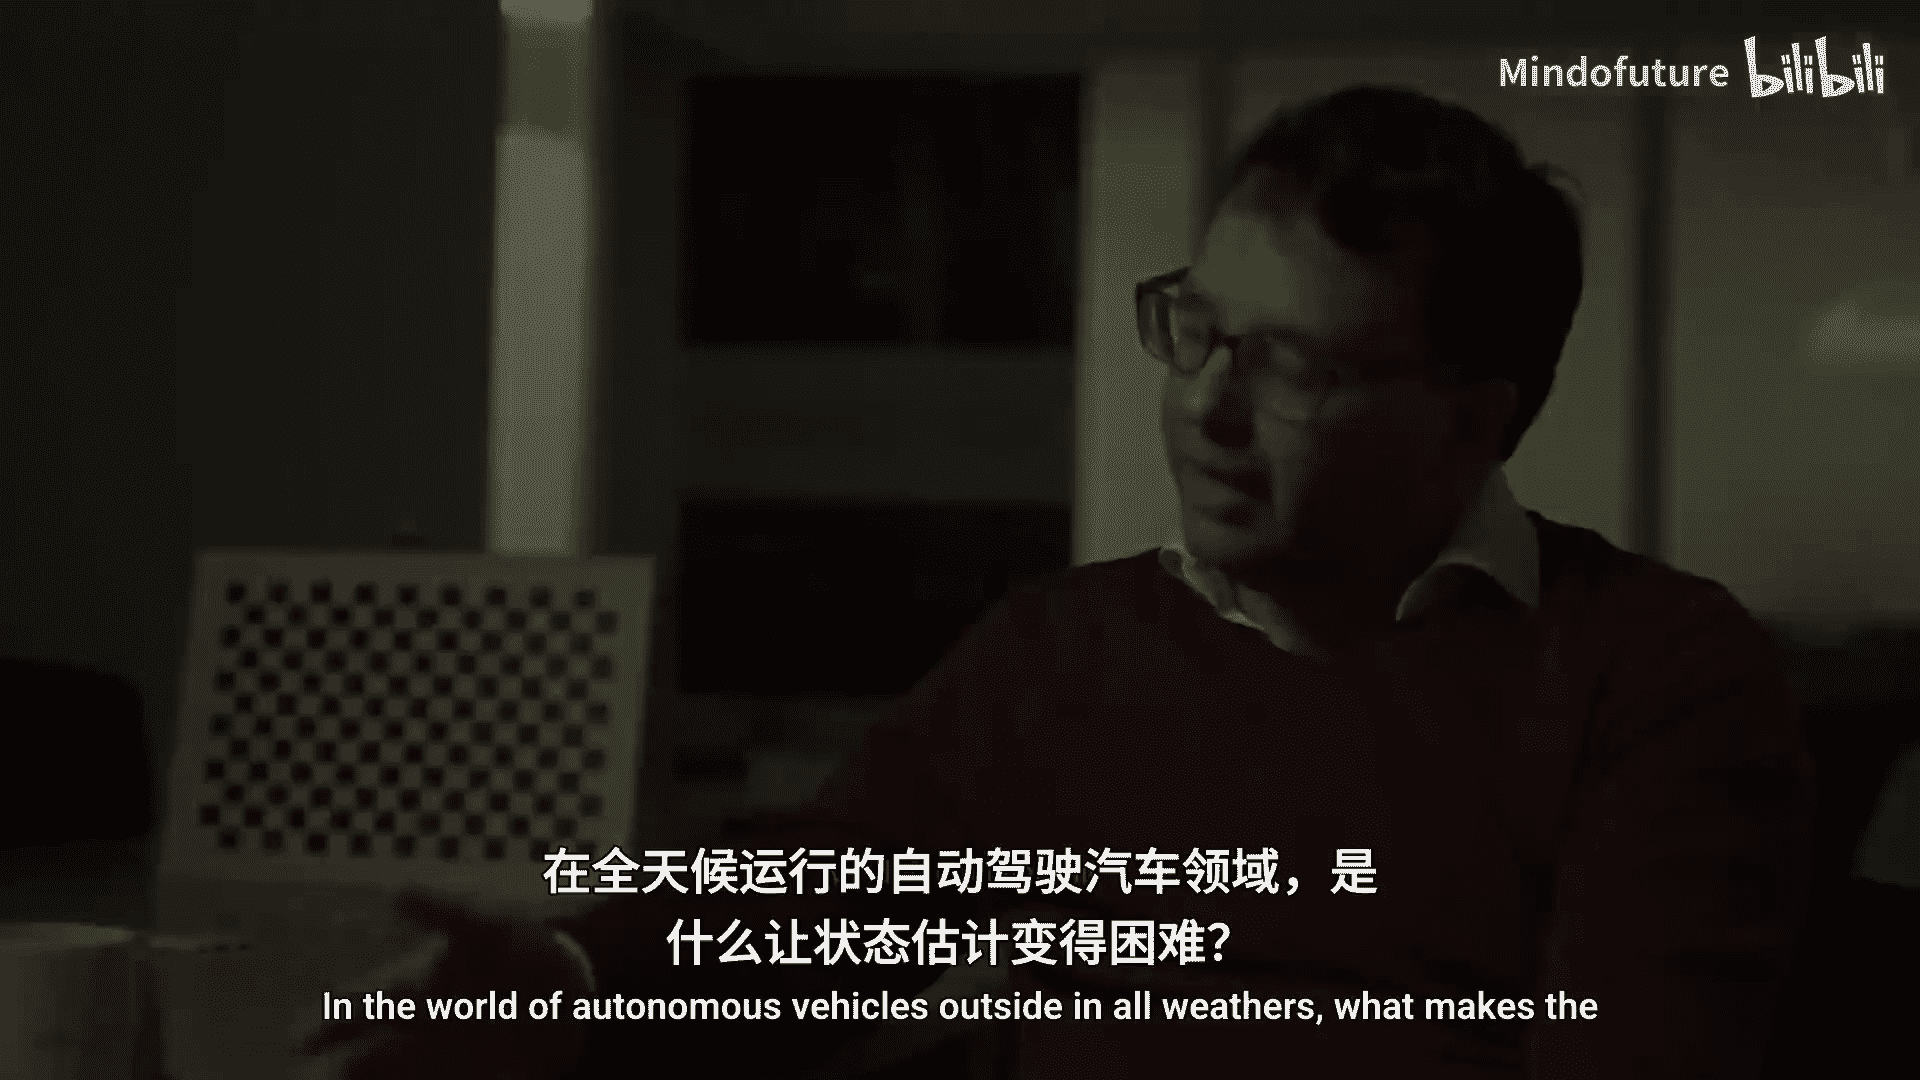 Mindofuture bilibili
在全天候运行的自动驾驶汽车领域，是
什么让状态估计变得困难？
In the world of autonomous vehicles outside in all weathers, what makes the